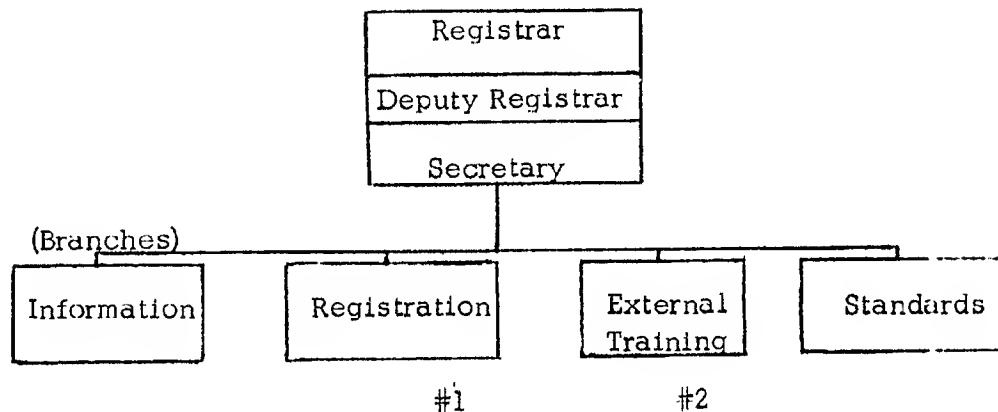 Registrar
Deputy Registrar
Secretary
(Branches)
Information
Registration
External
Training
Standards
#1
#2